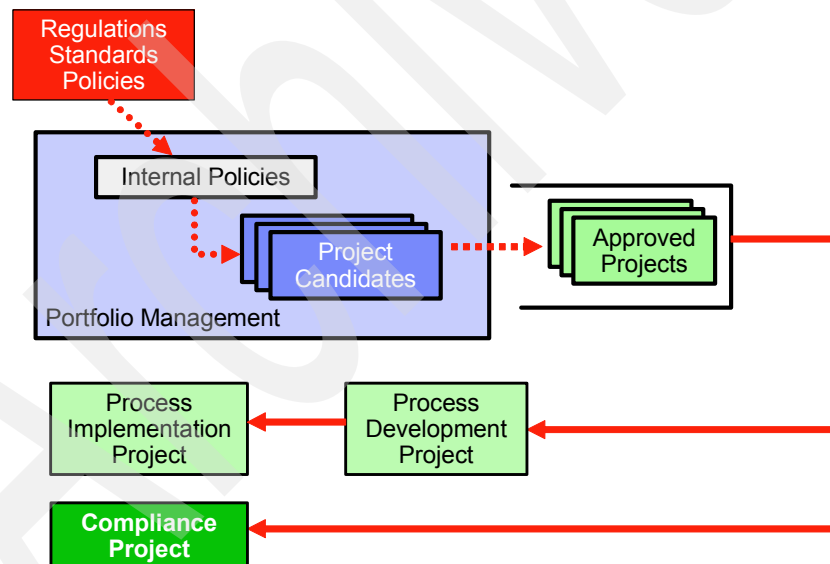 Regulations
Standards
Policies
Internal Policies
Project
Candidates
Approved
Projects
Portfolio Management
Process
Implementation
Project
Process
Development
Project
Compliance
Project